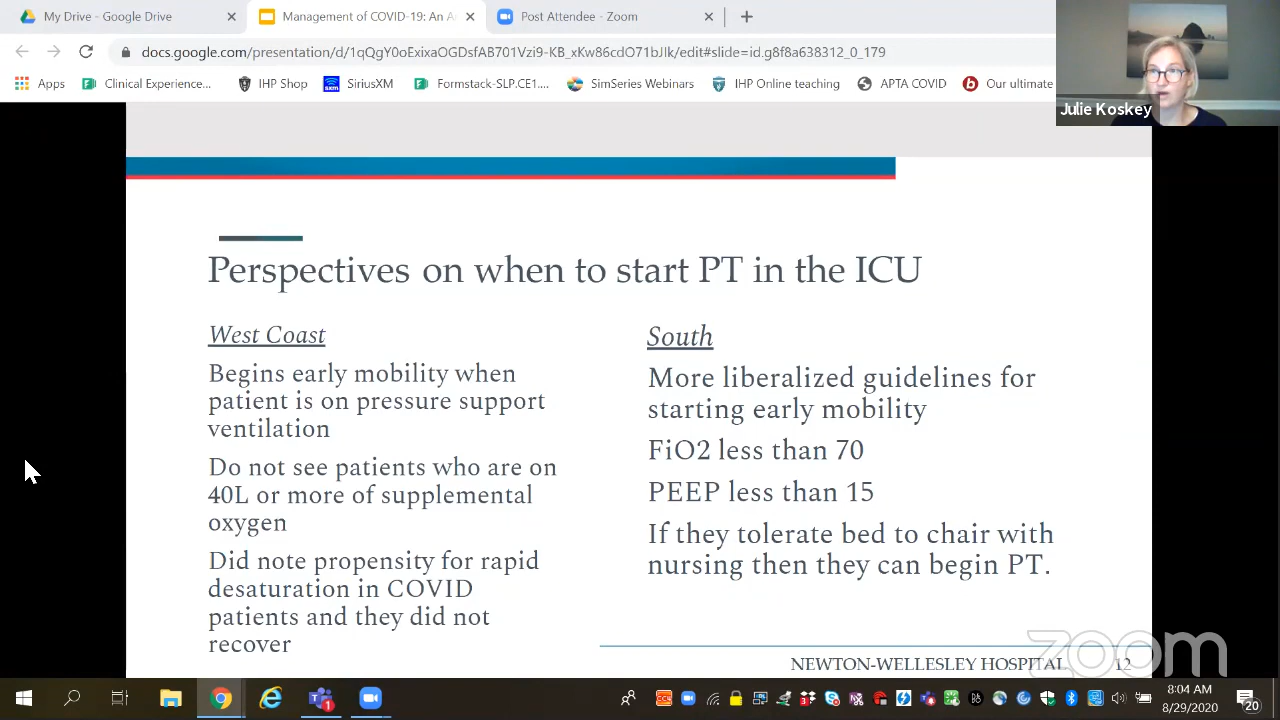 My Drive - Google Drive
Management of COVID-19: An A
Post Attendee - Zoom
docs.google.com/presentation/d/1qQgY0oExixaOGDsfAB701Vzi9-KB_xKw86cdO71bJIk/edit#slide=id.g8f8a638312_0_179
Apps
Clinical Experience...
IHP Shop
SiriusXM
Formstack-SLP.CE1....
SimSeries Webinars
IHP Online teaching
APTA COVID
Our ultimate
Julie Koskey
Perspectives on when to start PT in the ICU
West Coast
Begins early mobility when
patient is on pressure support
ventilation
Do not see patients who are on
40L or more of supplemental
oxygen
Did note propensity for rapid
desaturation in COVID
patients and they did not
recover
South
More liberalized guidelines for
starting early mobility
FiO2 less than 70
PEEP less than 15
If they tolerate bed to chair with
nursing then they can begin PT.
NEWTON-WELLESLEY HOSPITAL 12
zoom
8:04 AM
8/29/2020
20